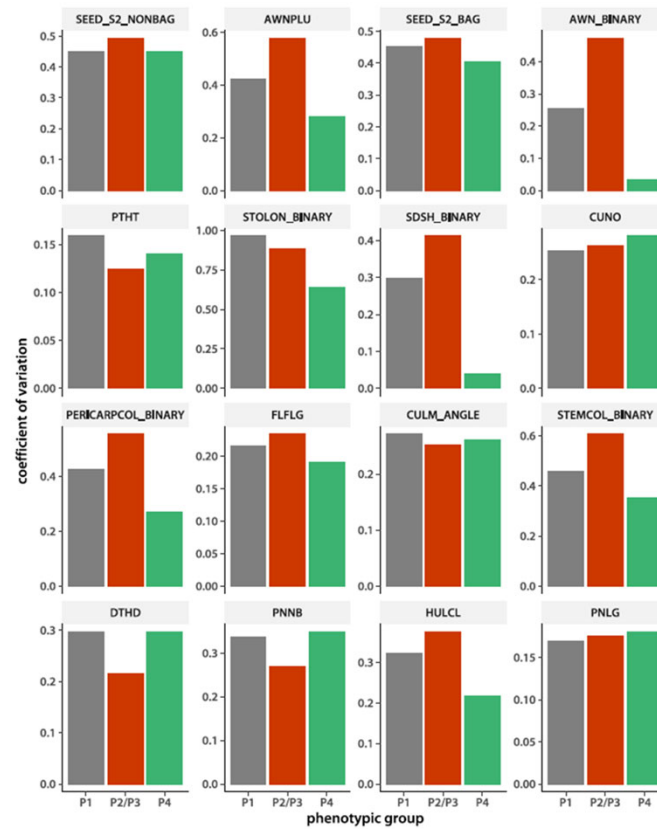 SEED_S2_NONBAG AWNPLU SEED_S2_BAG AWN_BINARY
0.5 0.6 0.5
0.4 0.4 0.4 0.4
0.3 0.3
0.2 0.2 0.2 0.2
0.1 0.1
0.0 0.0 0.0 0.0
PTHT STOLON_BINARY SDSH_BINARY CUNO
0.15 1.00 0.4
0.10 0.75 0.3 0.2
0.05 0.50 0.2 0.1
0.25 0.1
0.00 0.00 0.0 0.0
coefficient of variation
PERICARPCOL_BINARY FLFLG CULM_ANGLE STEMCOL_BINARY
0.4 0.20 0.2 0.6
0.15 0.4
0.2 0.10 0.1 0.2
0.05
0.0 0.00 0.0 0.0
DTHD PNNB HULCL PNLG
0.3 0.3 0.3 0.15
0.2 0.2 0.2 0.10
0.1 0.1 0.1 0.05
0.0 0.0 0.0 0.00
P1 P2/P3 P4 P1 P2/P3 P4 P1 P2/P3 P4 P1 P2/P3 P4
phenotypic group